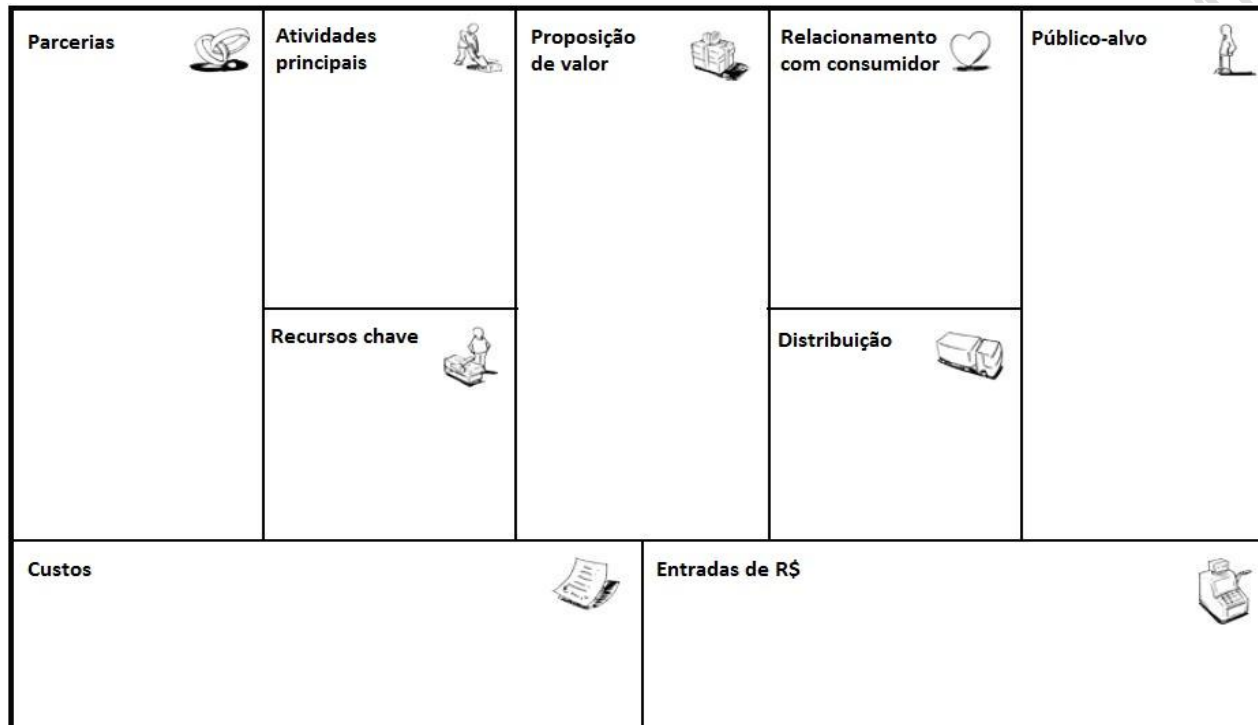 Parcerias
Atividades
principais
Proposição
de valor
Relacionamento
com consumidor
Público-alvo
Recursos chave
Distribuição
Custos
Entradas de R$